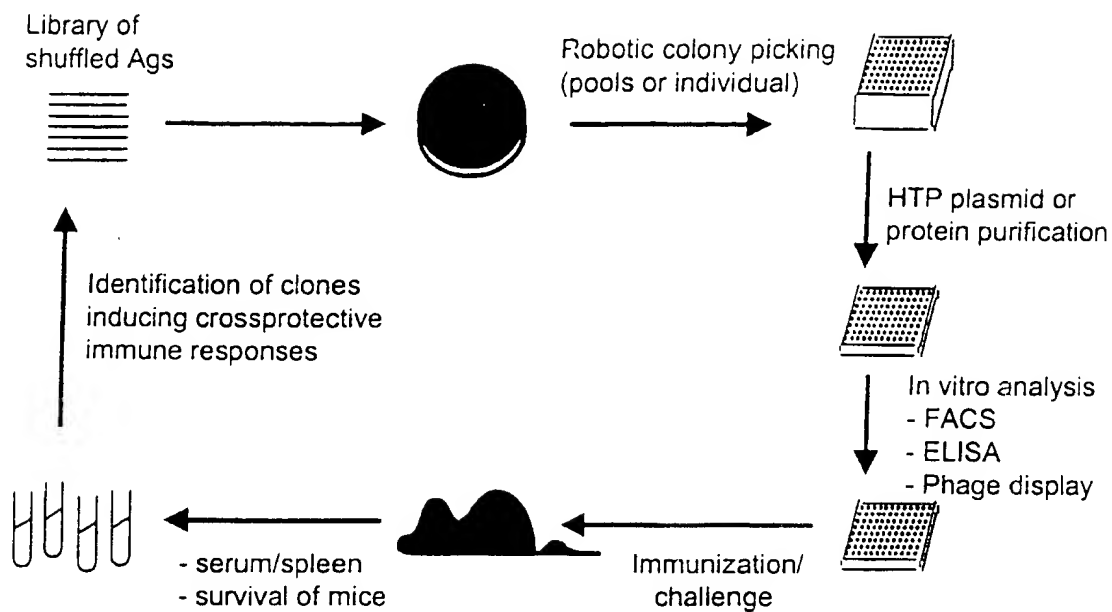 Library of
shuffled Ags
Robotic colony picking
(pools or individual)
HTP plasmid or
protein purification
In vitro analysis
- FACS
- ELISA
- Phage display
Immunization/
challenge
- serum/spleen
- survival of mice
Identification of clones
inducing crossprotective
immune responses